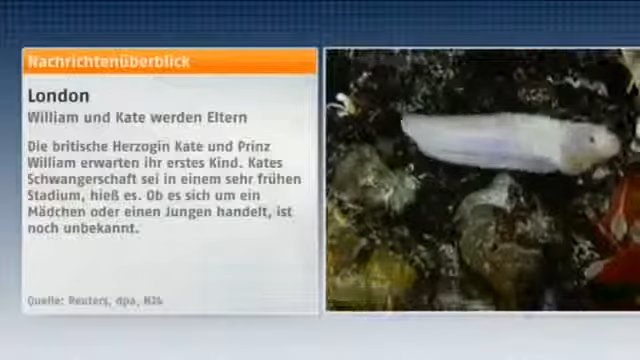 Nachrichtenüberblick
London
William und Kate werden Eltern
Die britische Herzogin Kate und Prinz
William erwarten ihr erstes Kind. Kates
Schwangerschaft sei in einem sehr frühen
Stadium, hieß es. Ob es sich um ein
Mädchen oder einen Jungen handelt, ist
noch unbekannt.
Quelle: Reuters, dpa, N24